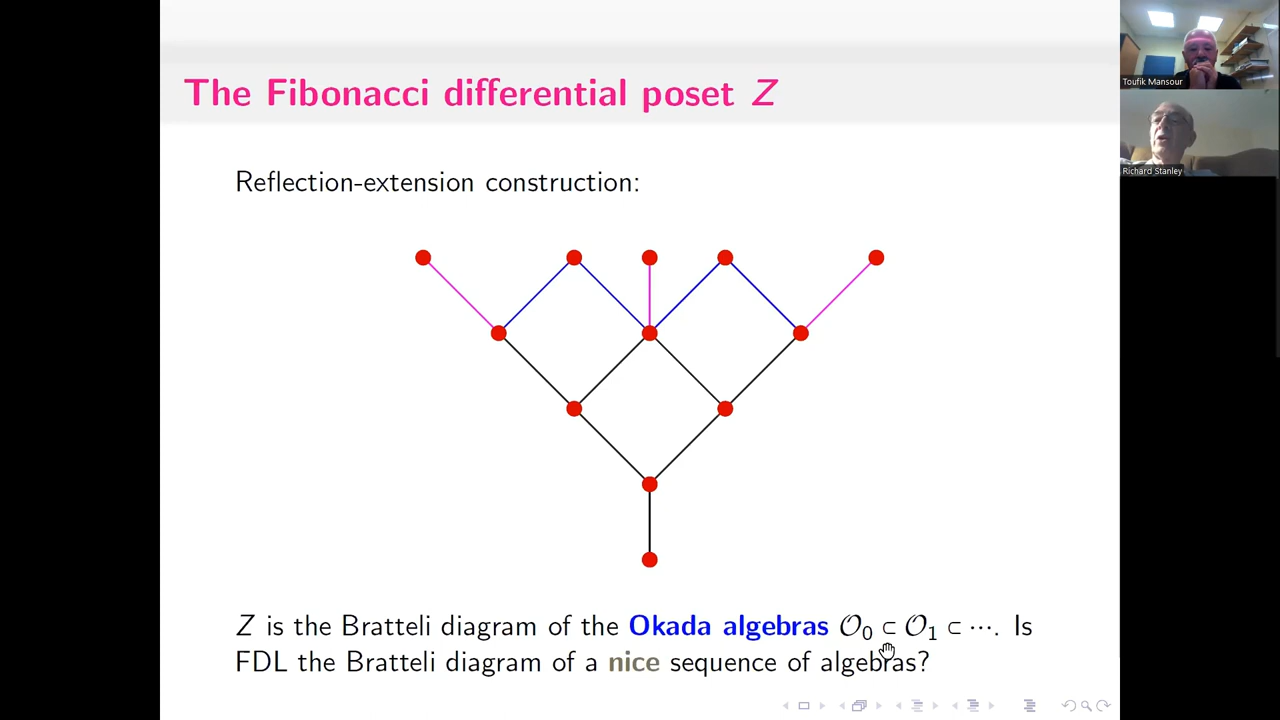 The Fibonacci differential poset Z
Toufik Mansour
Richard Stanley
Reflection-extension construction:
Z is the Bratteli diagram of the Okada algebras 𝒪₀ ⊂ 𝒪₁ ⊂ ⋯. Is
FDL the Bratteli diagram of a nice sequence of algebras?